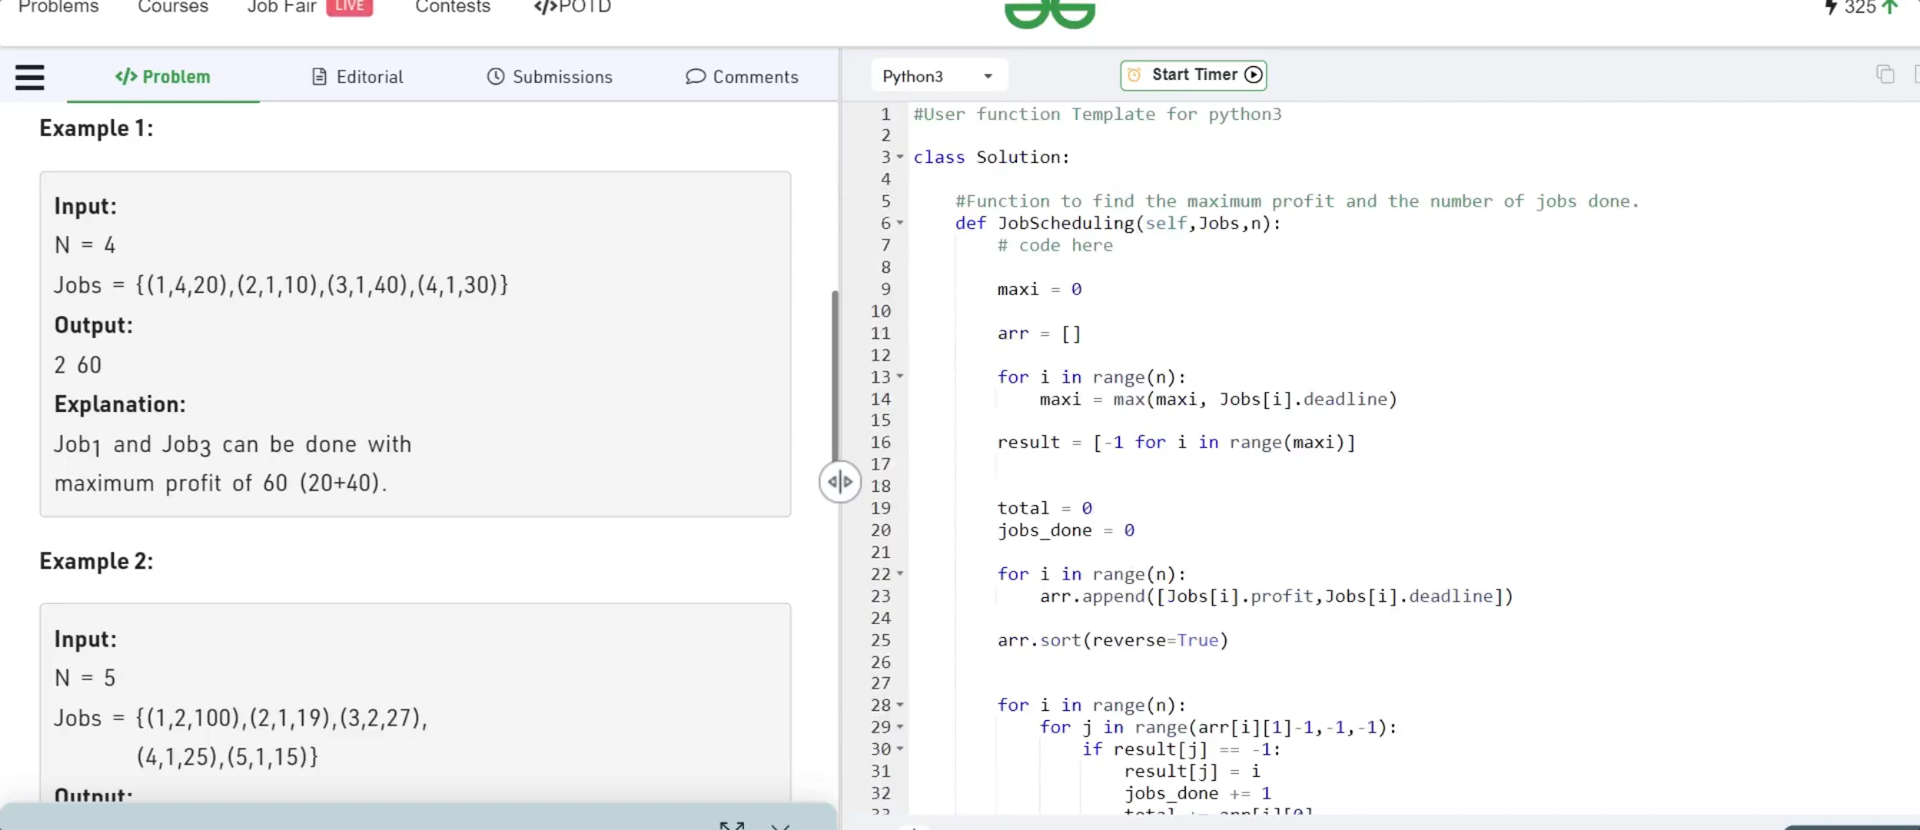 Problems Courses Job Fair LIVE Contests </>POTD 325
</> Problem Editorial Submissions Comments
Python3 Start Timer
Example 1:
Input:
N = 4
Jobs = {(1,4,20),(2,1,10),(3,1,40),(4,1,30)}
Output:
2 60
Explanation:
Job1 and Job3 can be done with
maximum profit of 60 (20+40).
Example 2:
Input:
N = 5
Jobs = {(1,2,100),(2,1,19),(3,2,27),
(4,1,25),(5,1,15)}
Output:
1 #User function Template for python3
2
3 class Solution:
4
5 #Function to find the maximum profit and the number of jobs done.
6 def JobScheduling(self,Jobs,n):
7 # code here
8
9 maxi = 0
10
11 arr = []
12
13 for i in range(n):
14 maxi = max(maxi, Jobs[i].deadline)
15
16 result = [-1 for i in range(maxi)]
17
18
19 total = 0
20 jobs_done = 0
21
22 for i in range(n):
23 arr.append([Jobs[i].profit,Jobs[i].deadline])
24
25 arr.sort(reverse=True)
26
27
28 for i in range(n):
29 for j in range(arr[i][1]-1,-1,-1):
30 if result[j] == -1:
31 result[j] = i
32 jobs_done += 1
33 total += arr[i][0]